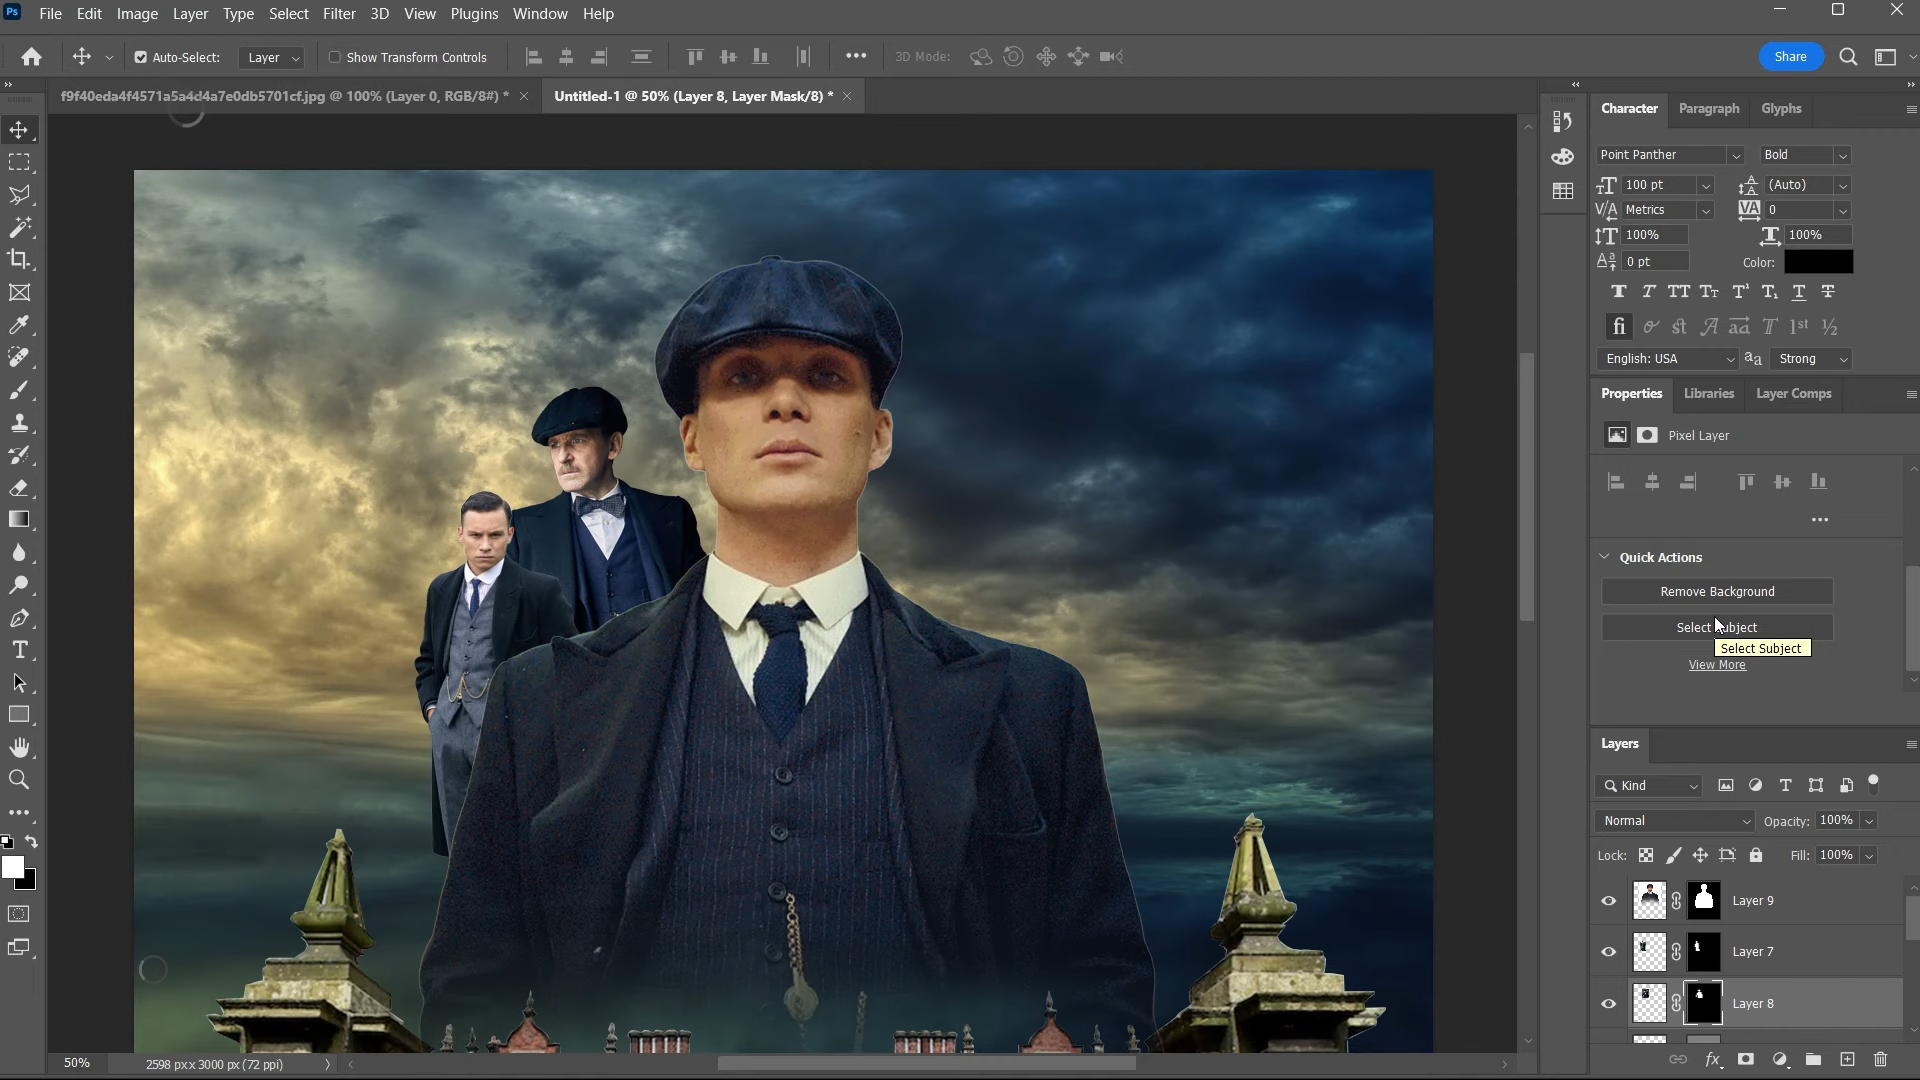 Ps File Edit Image Layer Type Select Filter 3D View Plugins Window Help
Auto-Select: Layer Show Transform Controls 3D Mode: Share
f9f40eda4f4571a5a4d4a7e0db5701cf.jpg @ 100% (Layer 0, RGB/8#) * Untitled-1 @ 50% (Layer 8, Layer Mask/8) *
Character Paragraph Glyphs
Point Panther Bold
100 pt (Auto)
Metrics 0
100% 100%
0 pt Color:
English: USA Strong
Properties Libraries Layer Comps
Pixel Layer
Quick Actions
Remove Background
Select Subject
Select Subject
View More
Layers
Kind
Normal Opacity: 100%
Lock: Fill: 100%
Layer 9
Layer 7
Layer 8
50% 2598 px x 3000 px (72 ppi)